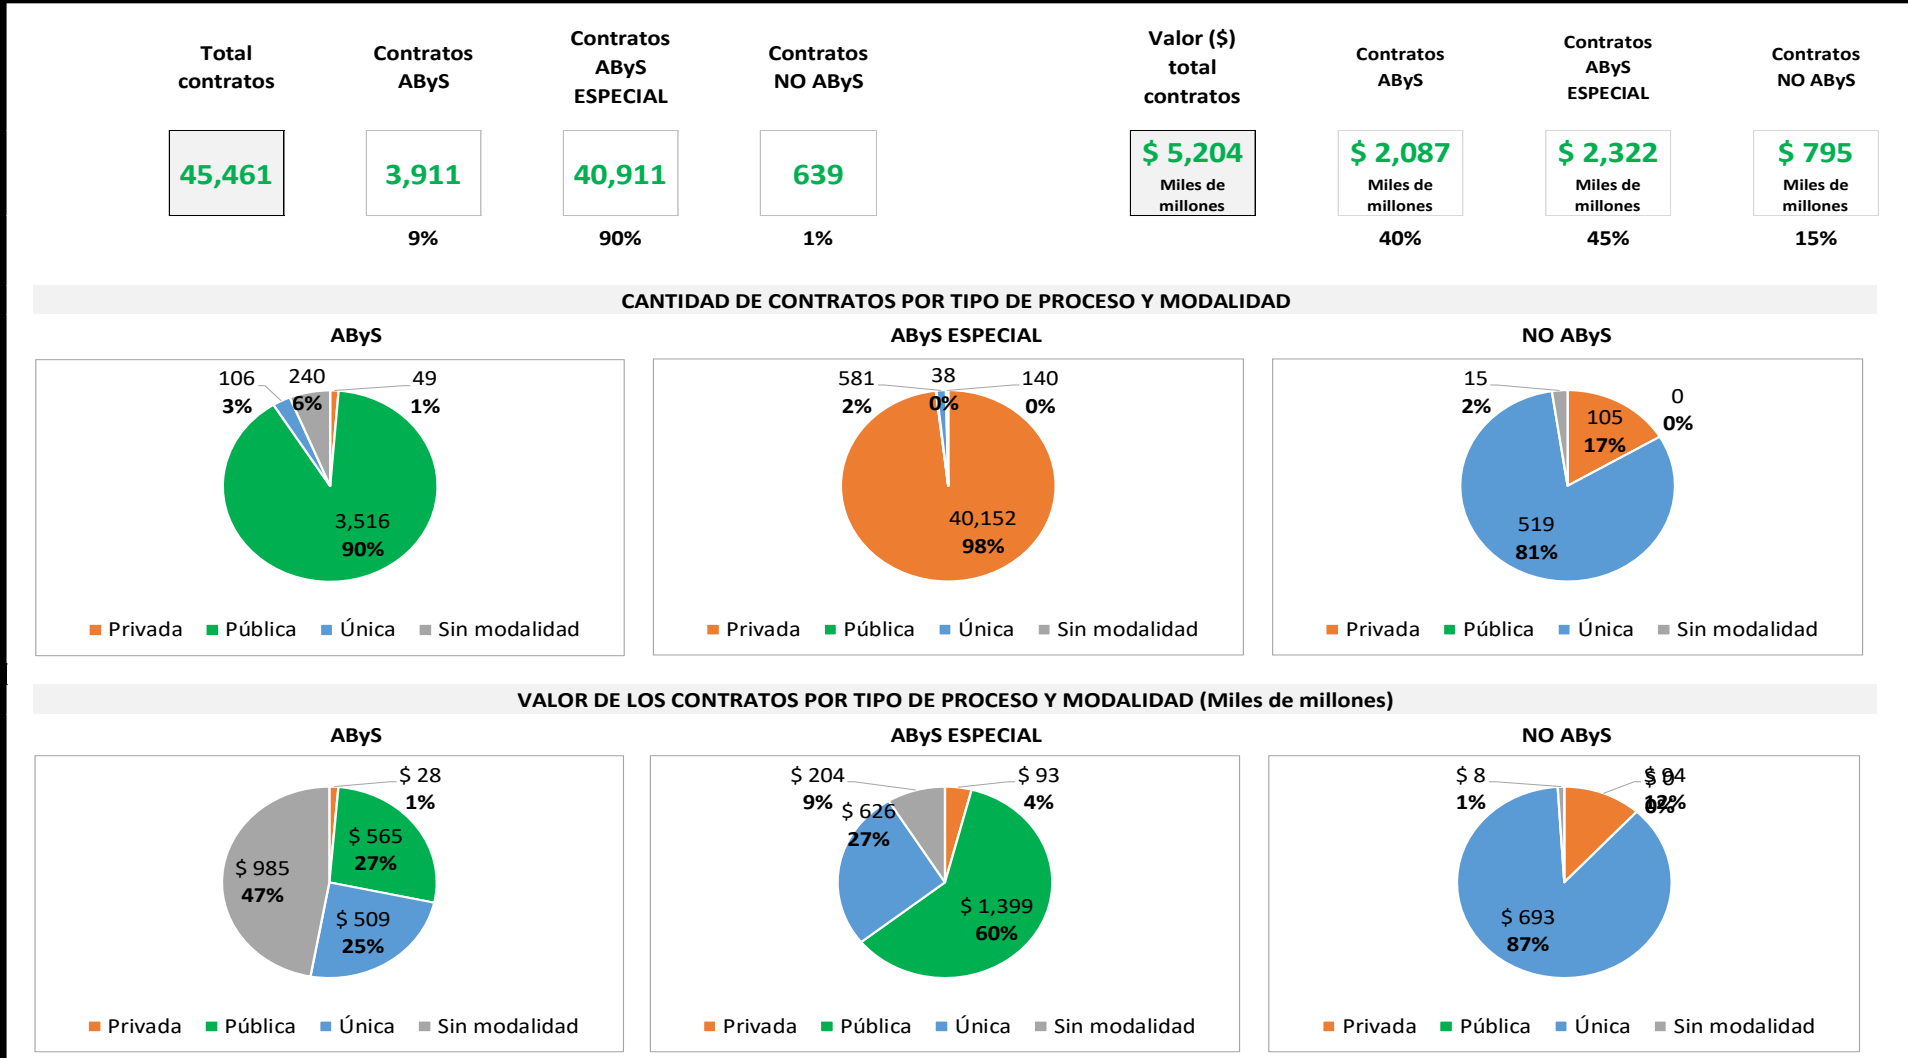 Total
contratos
Contratos
AByS
Contratos
AByS
ESPECIAL
Contratos
NO AByS
Valor ($)
total
contratos
Contratos
AByS
Contratos
AByS
ESPECIAL
Contratos
NO AByS
45,461
3,911
40,911
639
$ 5,204
Miles de
millones
$ 2,087
Miles de
millones
$ 2,322
Miles de
millones
$ 795
Miles de
millones
9%
90%
1%
40%
45%
15%
CANTIDAD DE CONTRATOS POR TIPO DE PROCESO Y MODALIDAD
AByS
106
3%
240
6%
49
1%
3,516
90%
Privada Pública Única Sin modalidad
AByS ESPECIAL
581
2%
38
0%
140
0%
40,152
98%
Privada Pública Única Sin modalidad
NO AByS
15
2%
105
17%
0
0%
519
81%
Privada Pública Única Sin modalidad
VALOR DE LOS CONTRATOS POR TIPO DE PROCESO Y MODALIDAD (Miles de millones)
AByS
$ 28
1%
$ 565
27%
$ 985
47%
$ 509
25%
Privada Pública Única Sin modalidad
AByS ESPECIAL
$ 204
9%
$ 93
4%
$ 626
27%
$ 1,399
60%
Privada Pública Única Sin modalidad
NO AByS
$ 8
1%
$ 94
12%
$ 0
0%
$ 693
87%
Privada Pública Única Sin modalidad